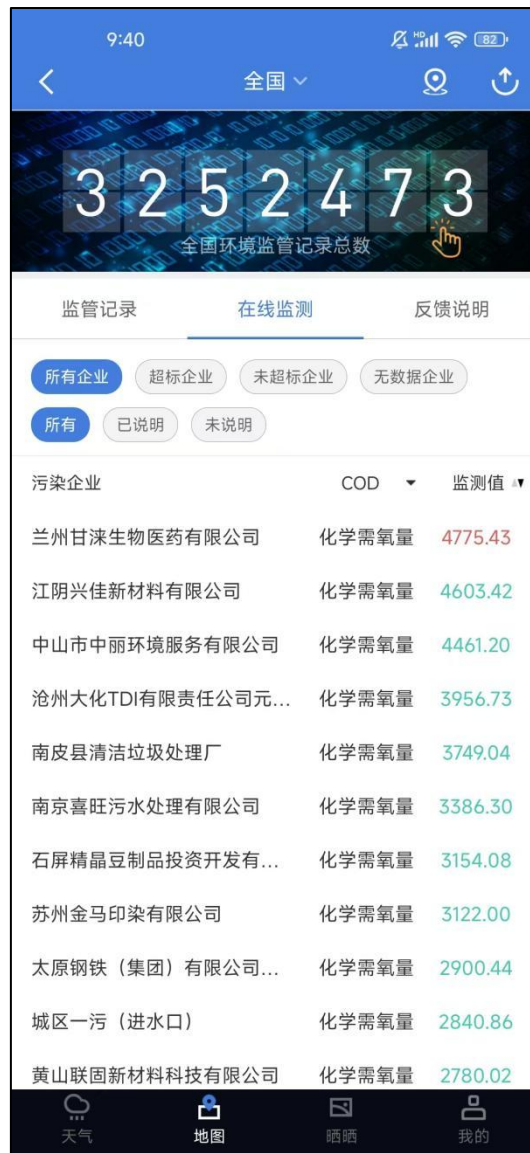 9:40 HD 82
全国
3252473
全国环境监管记录总数
监管记录 在线监测 反馈说明
所有企业 超标企业 未超标企业 无数据企业
所有 已说明 未说明
污染企业 COD 监测值
兰州甘涞生物医药有限公司 化学需氧量 4775.43
江阴兴佳新材料有限公司 化学需氧量 4603.42
中山市中丽环境服务有限公司 化学需氧量 4461.20
沧州大化TDI有限责任公司元... 化学需氧量 3956.73
南皮县清洁垃圾处理厂 化学需氧量 3749.04
南京喜旺污水处理有限公司 化学需氧量 3386.30
石屏精晶豆制品投资开发有... 化学需氧量 3154.08
苏州金马印染有限公司 化学需氧量 3122.00
太原钢铁（集团）有限公司... 化学需氧量 2900.44
城区一污（进水口） 化学需氧量 2840.86
黄山联固新材料科技有限公司 化学需氧量 2780.02
天气 地图 晒晒 我的